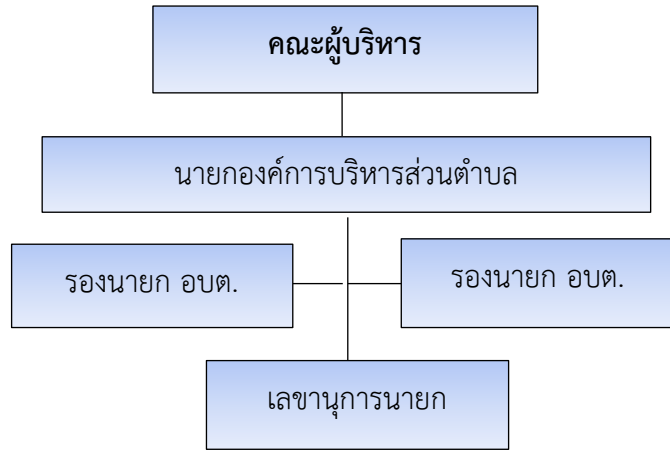 คณะผู้บริหาร
นายกองค์การบริหารส่วนตำบล
รองนายก อบต.
รองนายก อบต.
เลขานุการนายก